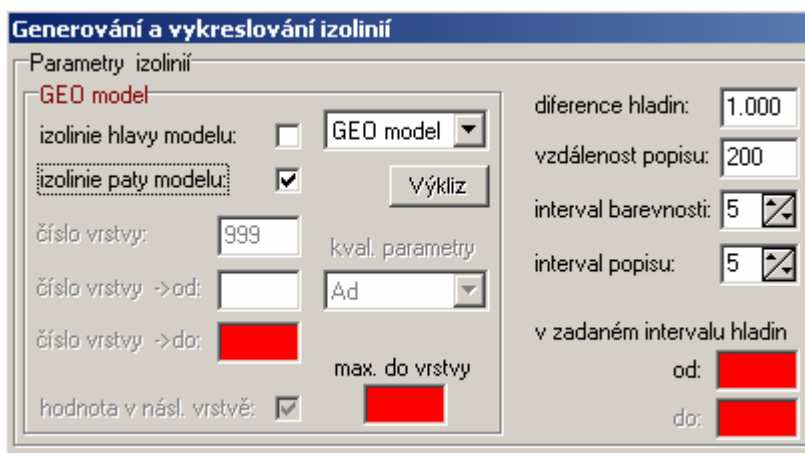 Generování a vykreslování izolinií
Parametry izolinií
GEO model
izolinie hlavy modelu:
GEO model
izolinie paty modelu:
Výkliz
číslo vrstvy:
999
kval. parametry
číslo vrstvy ->od:
Ad
číslo vrstvy ->do:
max. do vrstvy
hodnota v násl. vrstvě:
diference hladin:
1.000
vzdálenost popisu:
200
interval barevnosti:
5
interval popisu:
5
v zadaném intervalu hladin
od:
do: